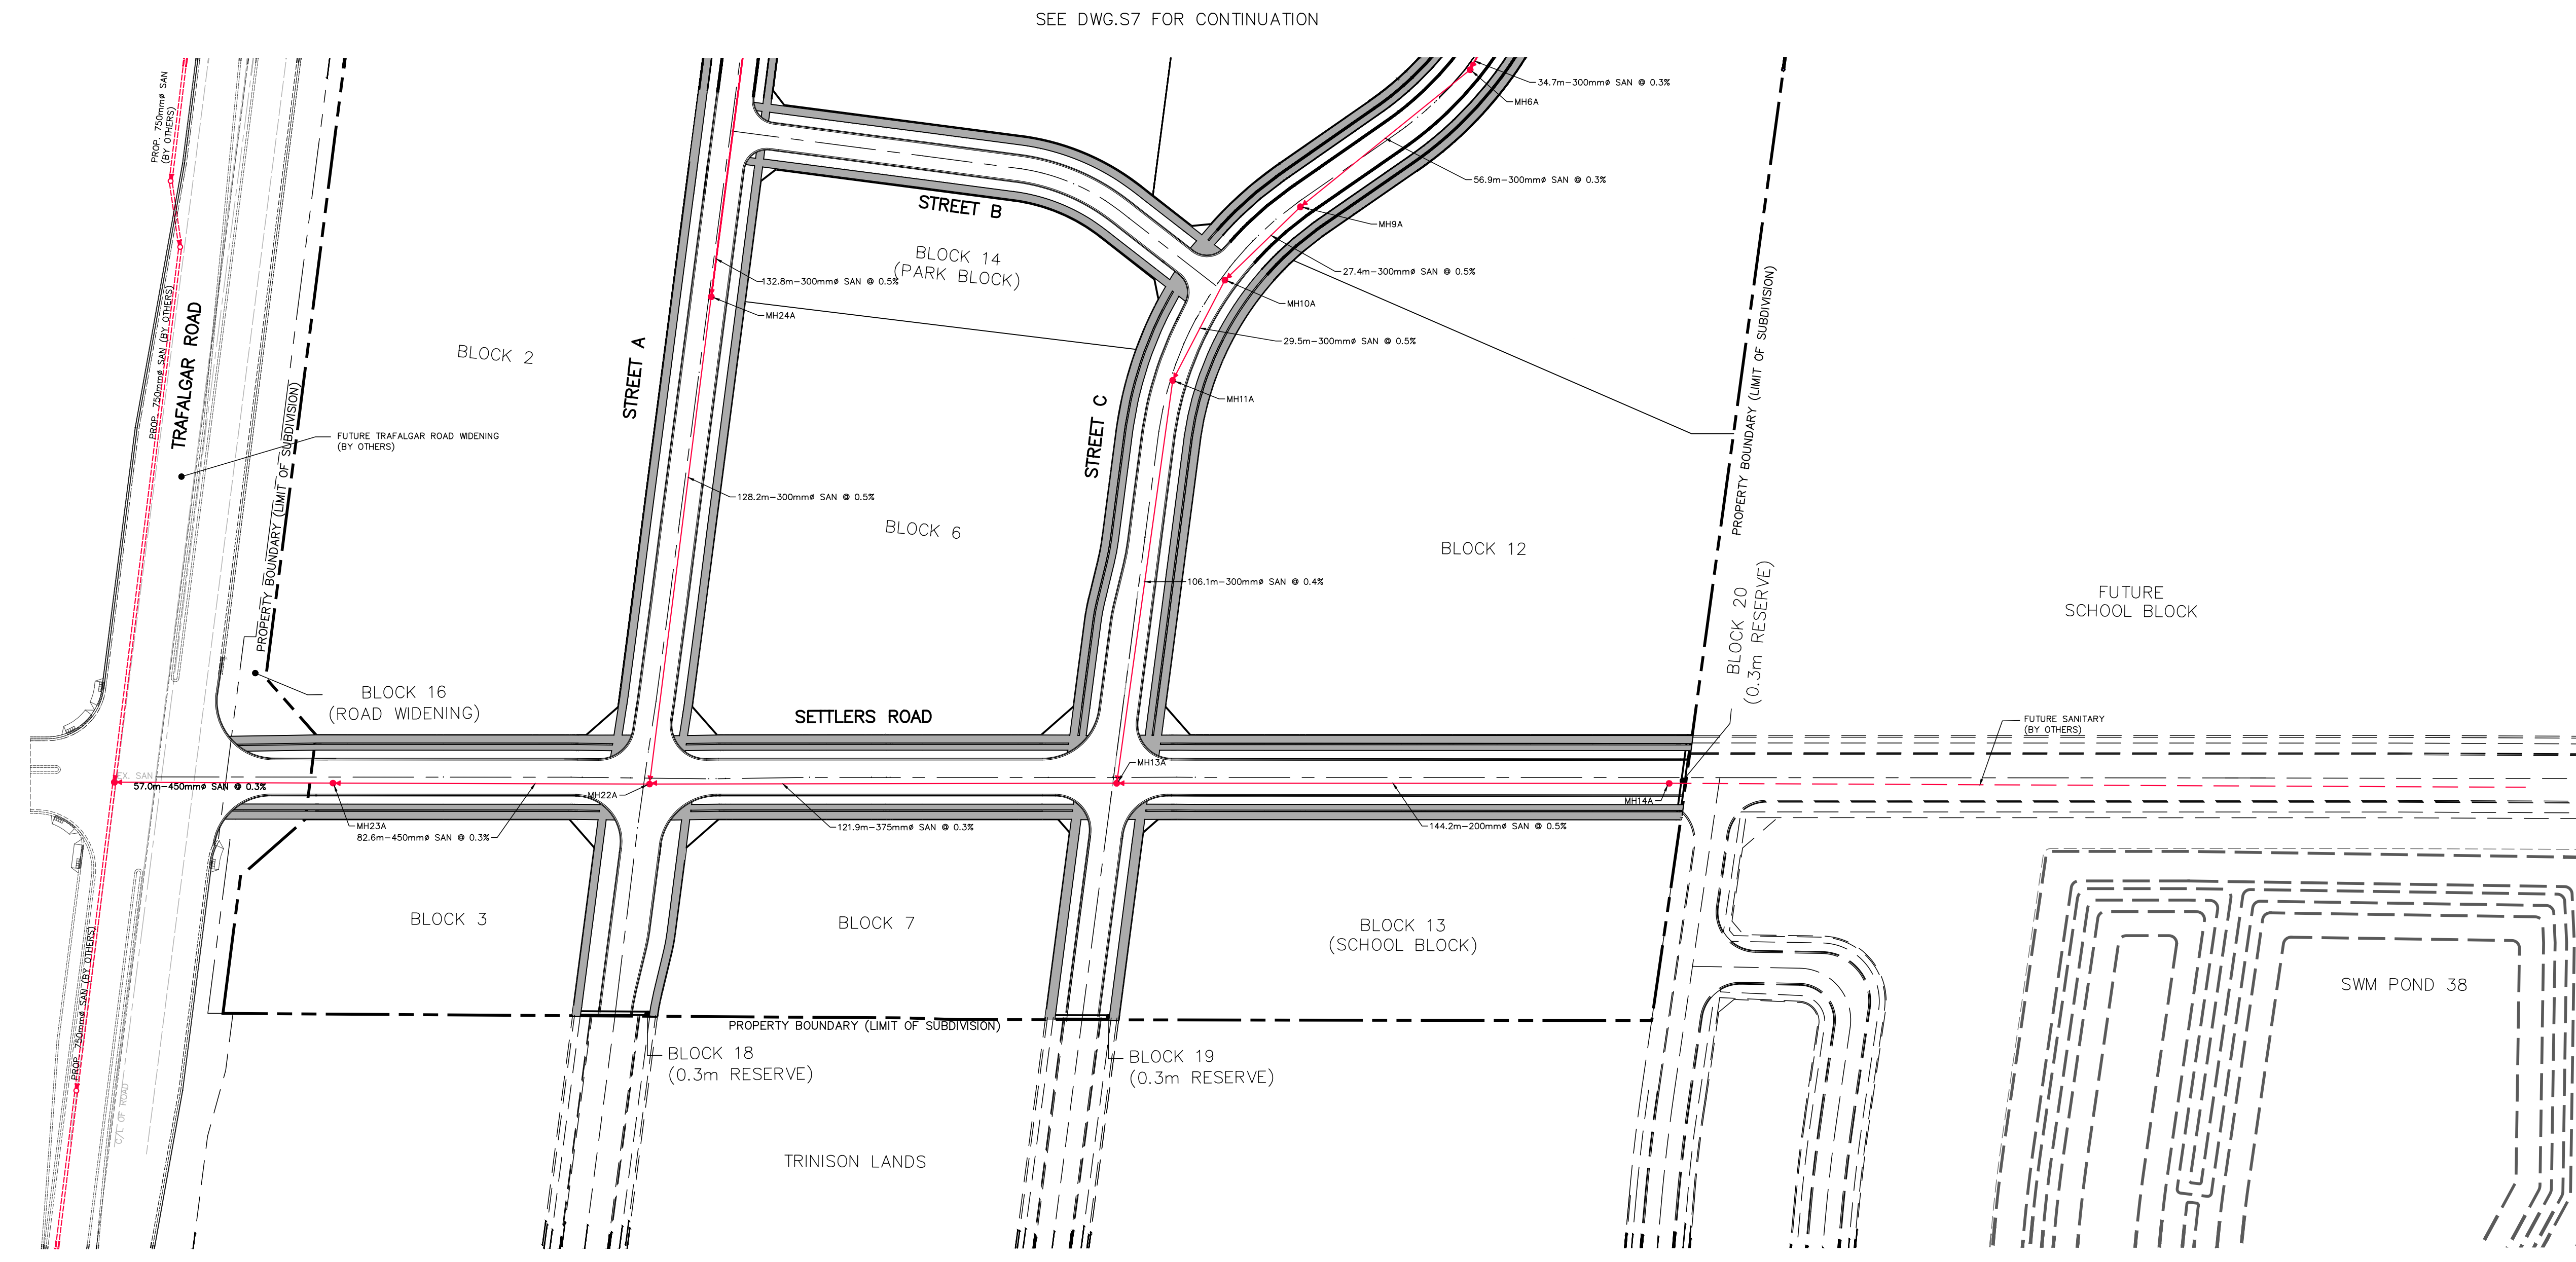 SEE DWG.S7 FOR CONTINUATION
PROP. 750mmø SAN
(BY OTHERS)
34.7m-300mmø SAN @ 0.3%
MH6A
56.9m-300mmø SAN @ 0.3%
STREET B
MH9A
BLOCK 14
(PARK BLOCK)
27.4m-300mmø SAN @ 0.5%
132.8m-300mmø SAN @ 0.5%
MH10A
MH24A
29.5m-300mmø SAN @ 0.5%
PROP. 750mmø SAN (BY OTHERS)
TRAFALGAR ROAD
BLOCK 2
STREET A
PROPERTY BOUNDARY (LIMIT OF SUBDIVISION)
MH11A
STREET C
FUTURE TRAFALGAR ROAD WIDENING
(BY OTHERS)
PROPERTY BOUNDARY (LIMIT OF SUBDIVISION)
128.2m-300mmø SAN @ 0.5%
BLOCK 6
BLOCK 12
106.1m-300mmø SAN @ 0.4%
FUTURE
SCHOOL BLOCK
BLOCK 20
(0.3m RESERVE)
BLOCK 16
(ROAD WIDENING)
SETTLERS ROAD
FUTURE SANITARY
(BY OTHERS)
MH13A
EX. SAN
57.0m-450mmø SAN @ 0.3%
MH22A
MH14A
MH23A
82.6m-450mmø SAN @ 0.3%
121.9m-375mmø SAN @ 0.3%
144.2m-200mmø SAN @ 0.5%
BLOCK 3
BLOCK 7
BLOCK 13
(SCHOOL BLOCK)
PROP. 750mmø SAN (BY OTHERS)
SWM POND 38
PROPERTY BOUNDARY (LIMIT OF SUBDIVISION)
BLOCK 18
(0.3m RESERVE)
BLOCK 19
(0.3m RESERVE)
C/L OF ROAD
TRINISON LANDS